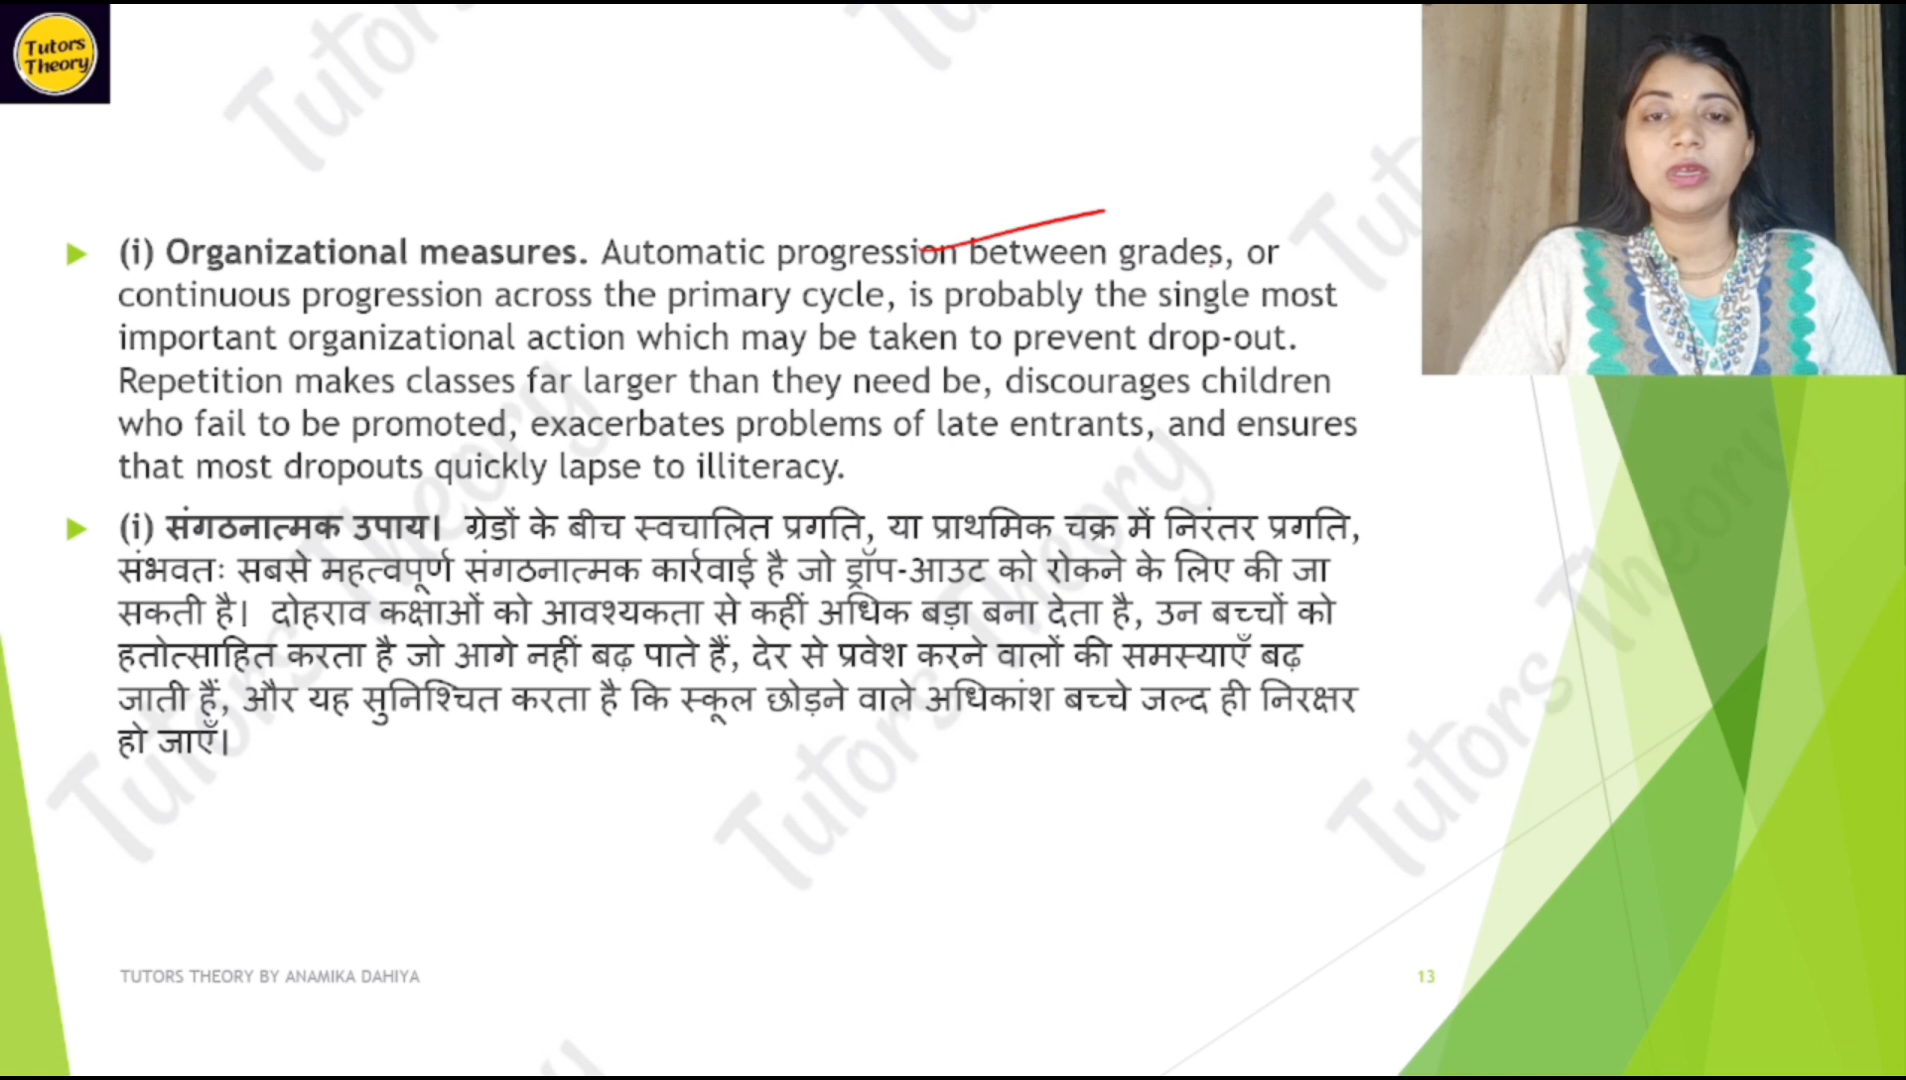 Tutors
Theory
(i) Organizational measures. Automatic progression between grades, or
continuous progression across the primary cycle, is probably the single most
important organizational action which may be taken to prevent drop-out.
Repetition makes classes far larger than they need be, discourages children
who fail to be promoted, exacerbates problems of late entrants, and ensures
that most dropouts quickly lapse to illiteracy.
(i) संगठनात्मक उपाय। ग्रेडों के बीच स्वचालित प्रगति, या प्राथमिक चक्र में निरंतर प्रगति,
संभवतः सबसे महत्वपूर्ण संगठनात्मक कार्रवाई है जो ड्रॉप-आउट को रोकने के लिए की जा
सकती है। दोहराव कक्षाओं को आवश्यकता से कहीं अधिक बड़ा बना देता है, उन बच्चों को
हतोत्साहित करता है जो आगे नहीं बढ़ पाते हैं, देर से प्रवेश करने वालों की समस्याएँ बढ़
जाती हैं, और यह सुनिश्चित करता है कि स्कूल छोड़ने वाले अधिकांश बच्चे जल्द ही निरक्षर
हो जाएँ।
TUTORS THEORY BY ANAMIKA DAHIYA
13